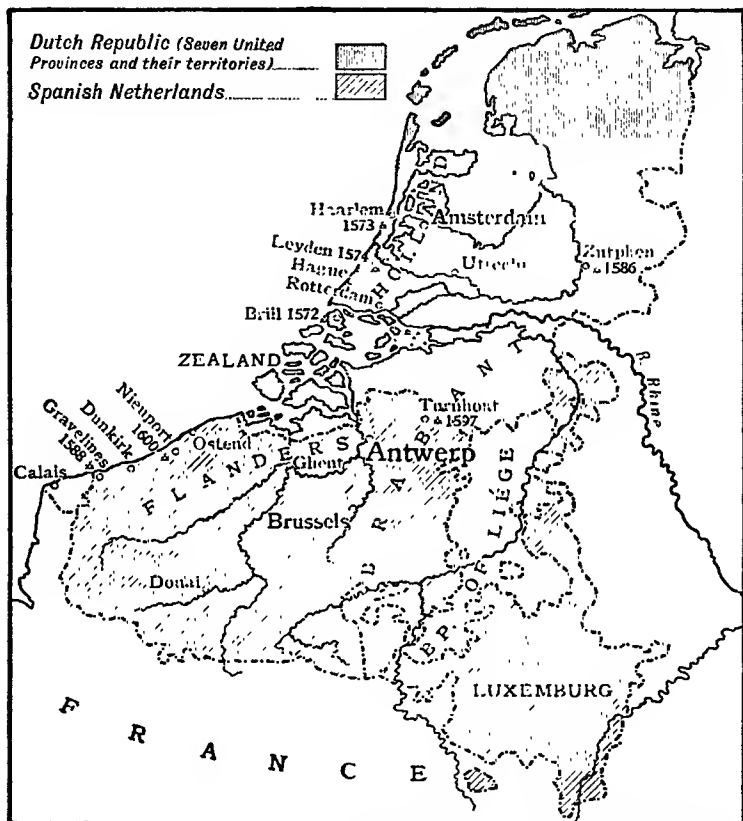 Dutch Republic (Seven United
Provinces and their territories)
Spanish Netherlands
HOLLAND
Haarlem
1573
Amsterdam
Leyden 1574
Hague
Utrecht
Zutphen
1586
Rotterdam
Brill 1572
ZEALAND
R. Rhine
BRABANT
Turnhout
1597
Nieuport
1600
Dunkirk
Gravelines
1588
Calais
Ostend
FLANDERS
Ghent
Antwerp
Brussels
BP. OF LIÉGE
Douai
LUXEMBURG
FRANCE